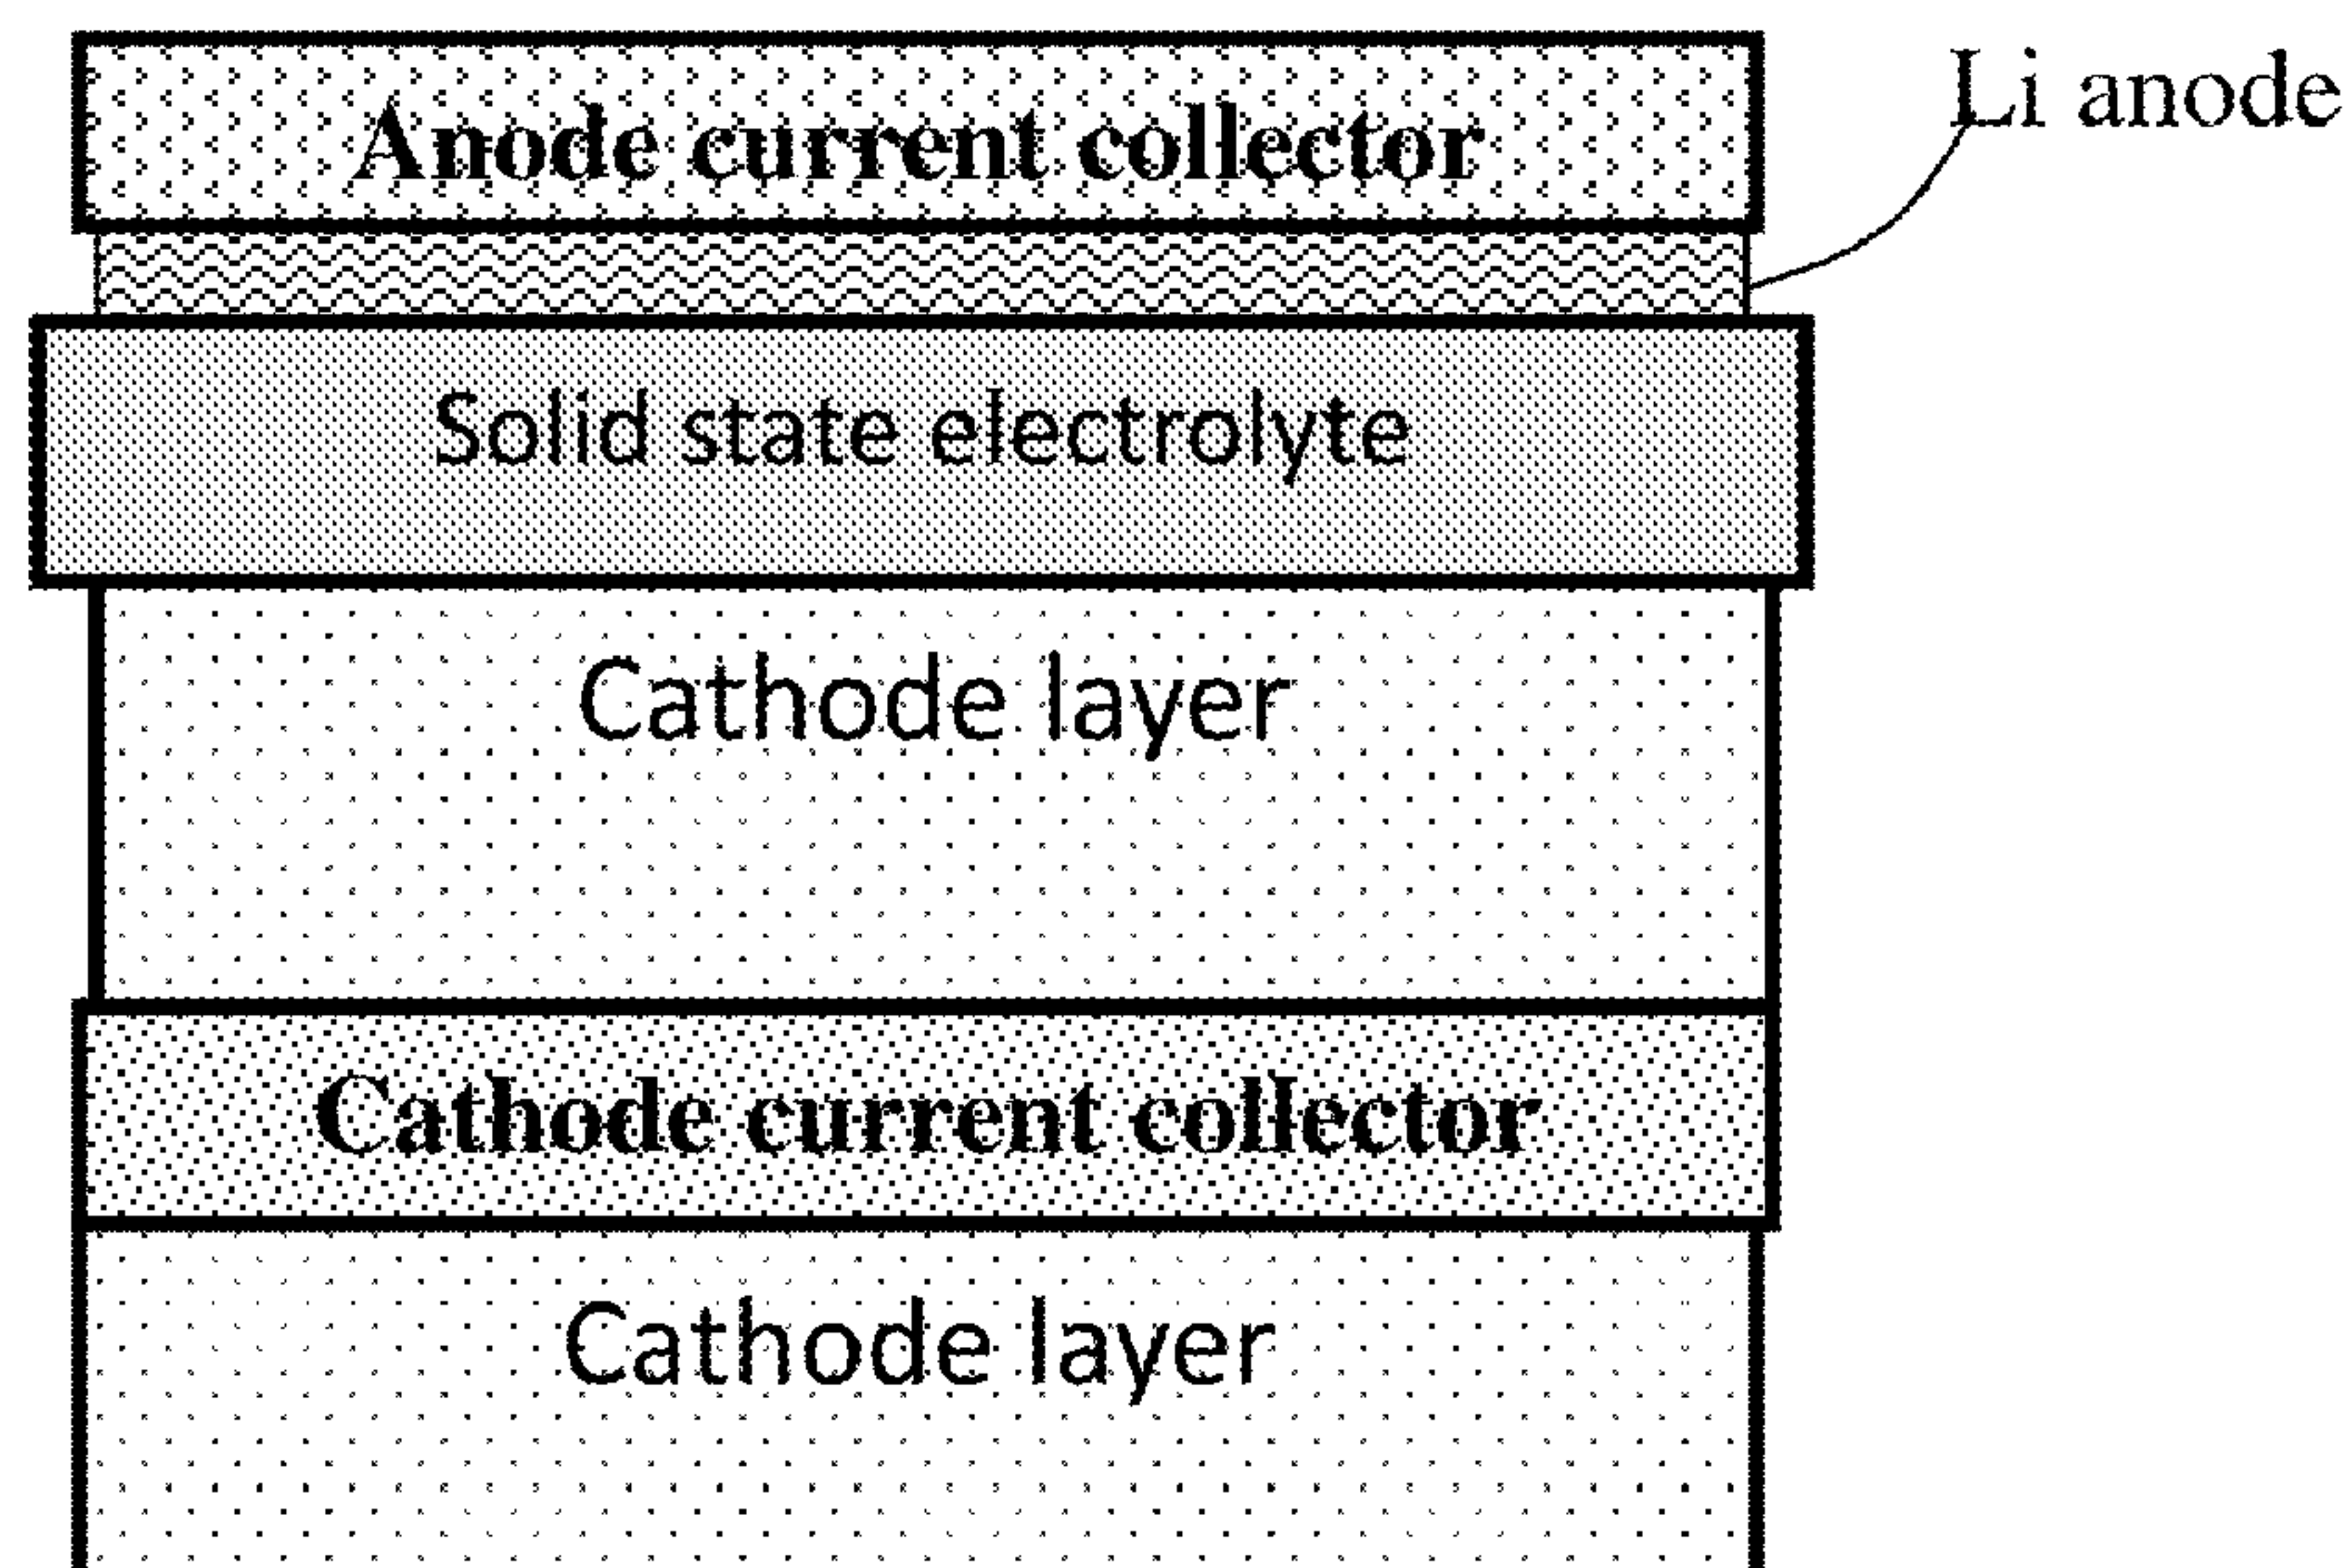 Li anode
Anode current collector
Solid state electrolyte
Cathode layer
Cathode current collector
Cathode layer